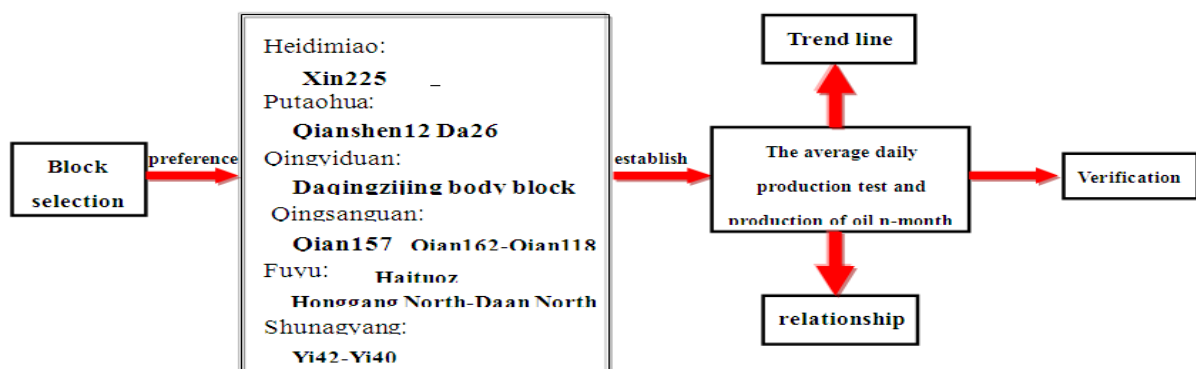 Block
selection
preference
Heidimiao:
Xin225 –
Putaohua:
Qianshen12 Da26
Qingyiduan:
Daqingzijing body block
Qingsanguan:
Qian157 Qian162-Qian118
Fuyu: Haituoz
Honggang North-Daan North
Shunagyang:
Yi42-Yi40
establish
Trend line
The average daily
production test and
production of oil n-month
relationship
Verification